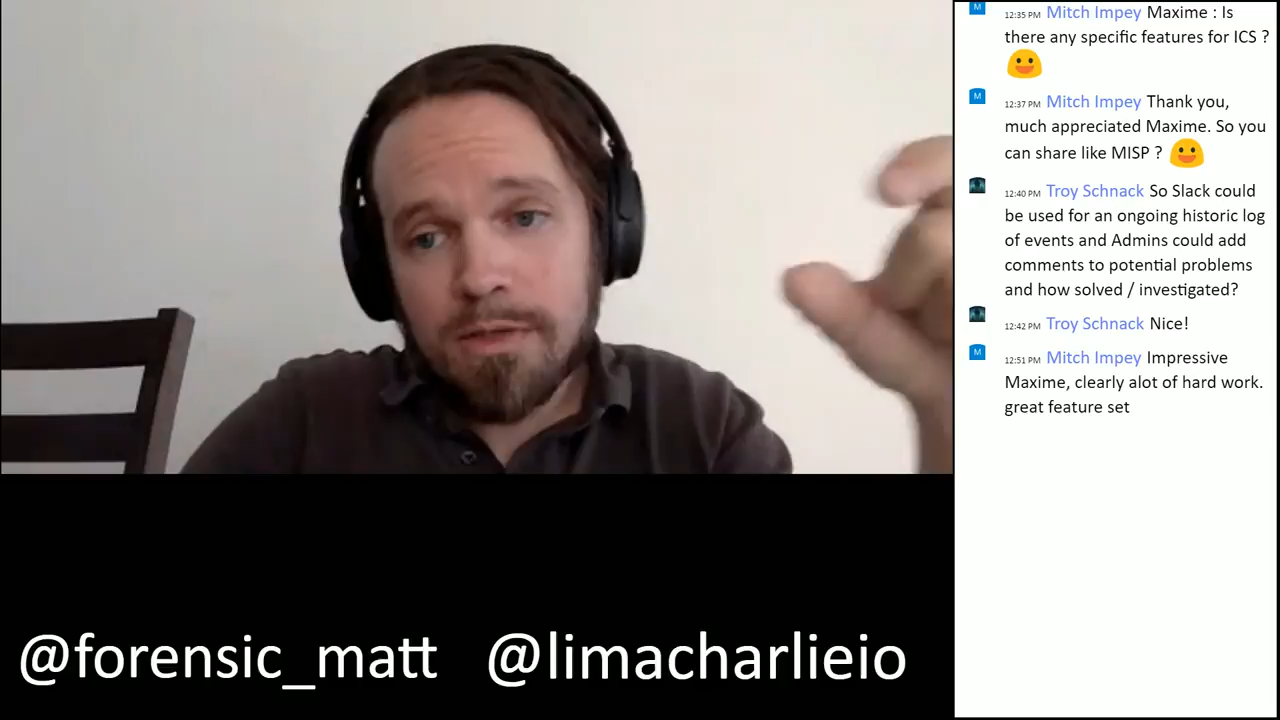 12:35 PM Mitch Impey Maxime : Is
there any specific features for ICS ?
M
12:37 PM Mitch Impey Thank you,
much appreciated Maxime. So you
can share like MISP ?
12:40 PM Troy Schnack So Slack could
be used for an ongoing historic log
of events and Admins could add
comments to potential problems
and how solved / investigated?
12:42 PM Troy Schnack Nice!
M
12:51 PM Mitch Impey Impressive
Maxime, clearly alot of hard work.
great feature set
@forensic_matt @limacharlieio